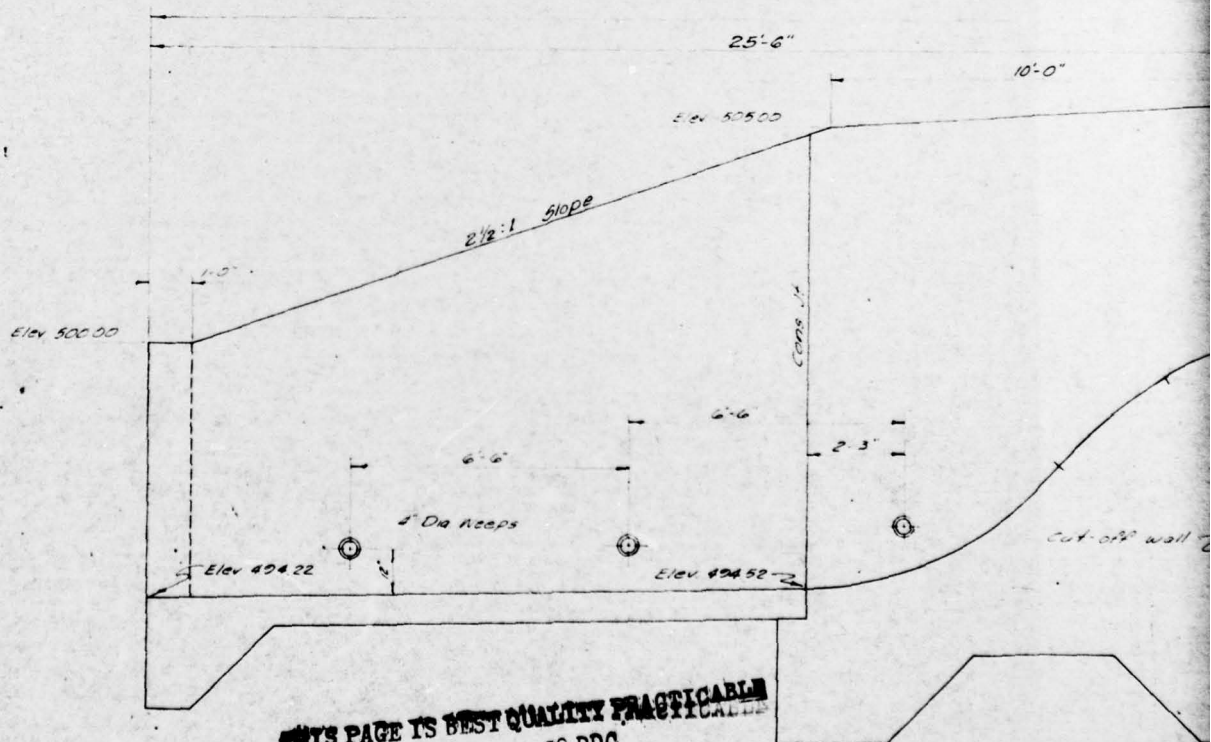 25'-6"
10'-0"
Elev 505.00
2½:1 Slope
1'-0"
Elev. 500.00
Cons. Jt
6'-6"
2'-3"
6'-6"
4" Dia Weeps
12"
Elev 494.22
Elev. 494.52
Cut-off wall
THIS PAGE IS BEST QUALITY PRACTICABLE